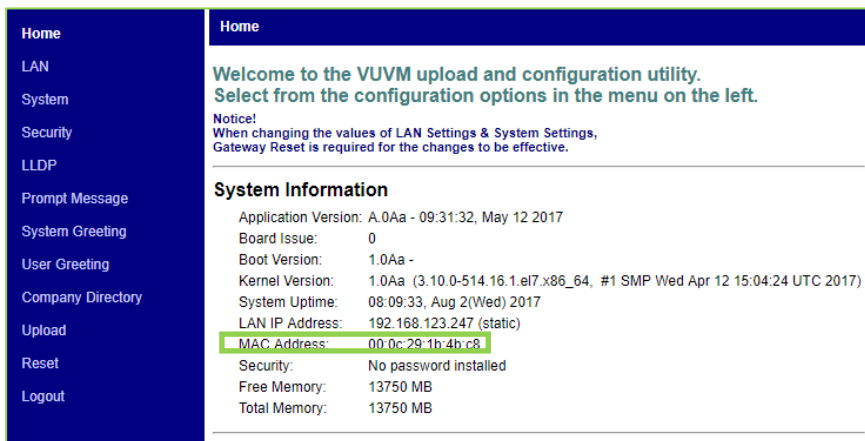 Home
LAN
System
Security
LLDP
Prompt Message
System Greeting
User Greeting
Company Directory
Upload
Reset
Logout
Home
Welcome to the VUVM upload and configuration utility.
Select from the configuration options in the menu on the left.
Notice!
When changing the values of LAN Settings & System Settings,
Gateway Reset is required for the changes to be effective.
System Information
Application Version: A.0Aa - 09:31:32, May 12 2017
Board Issue: 0
Boot Version: 1.0Aa -
Kernel Version: 1.0Aa (3.10.0-514.16.1.el7.x86_64, #1 SMP Wed Apr 12 15:04:24 UTC 2017)
System Uptime: 08:09:33, Aug 2(Wed) 2017
LAN IP Address: 192.168.123.247 (static)
MAC Address: 00:0c:29:1b:4b:c8
Security: No password installed
Free Memory: 13750 MB
Total Memory: 13750 MB